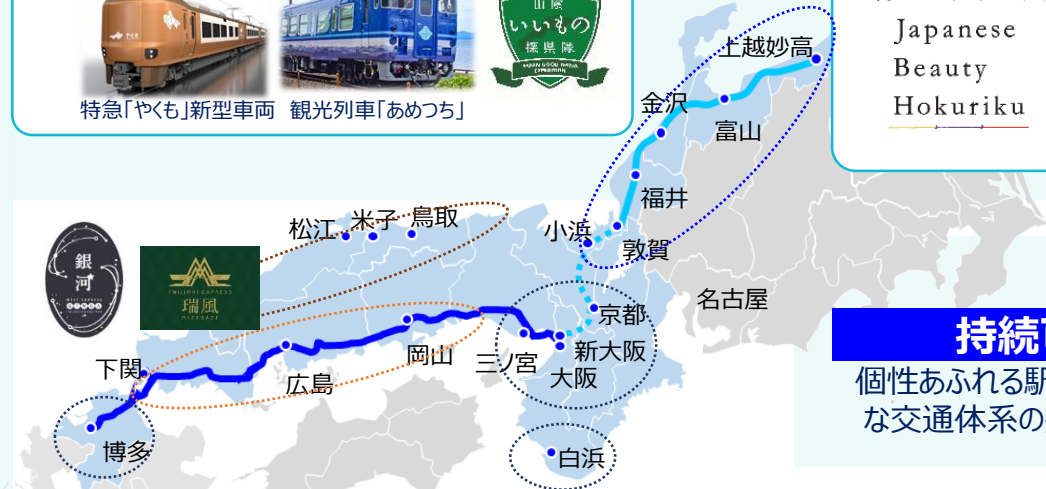 山陰
いいもの
探県隊
特急「やくも」新型車両 観光列車「あめつち」
Japanese
Beauty
Hokuriku
上越妙高
金沢
富山
福井
小浜
敦賀
松江
米子
鳥取
銀河
瑞風
名古屋
京都
新大阪
大阪
三ノ宮
岡山
広島
下関
博多
白浜
持続
個性あふれる駅
な交通体系の